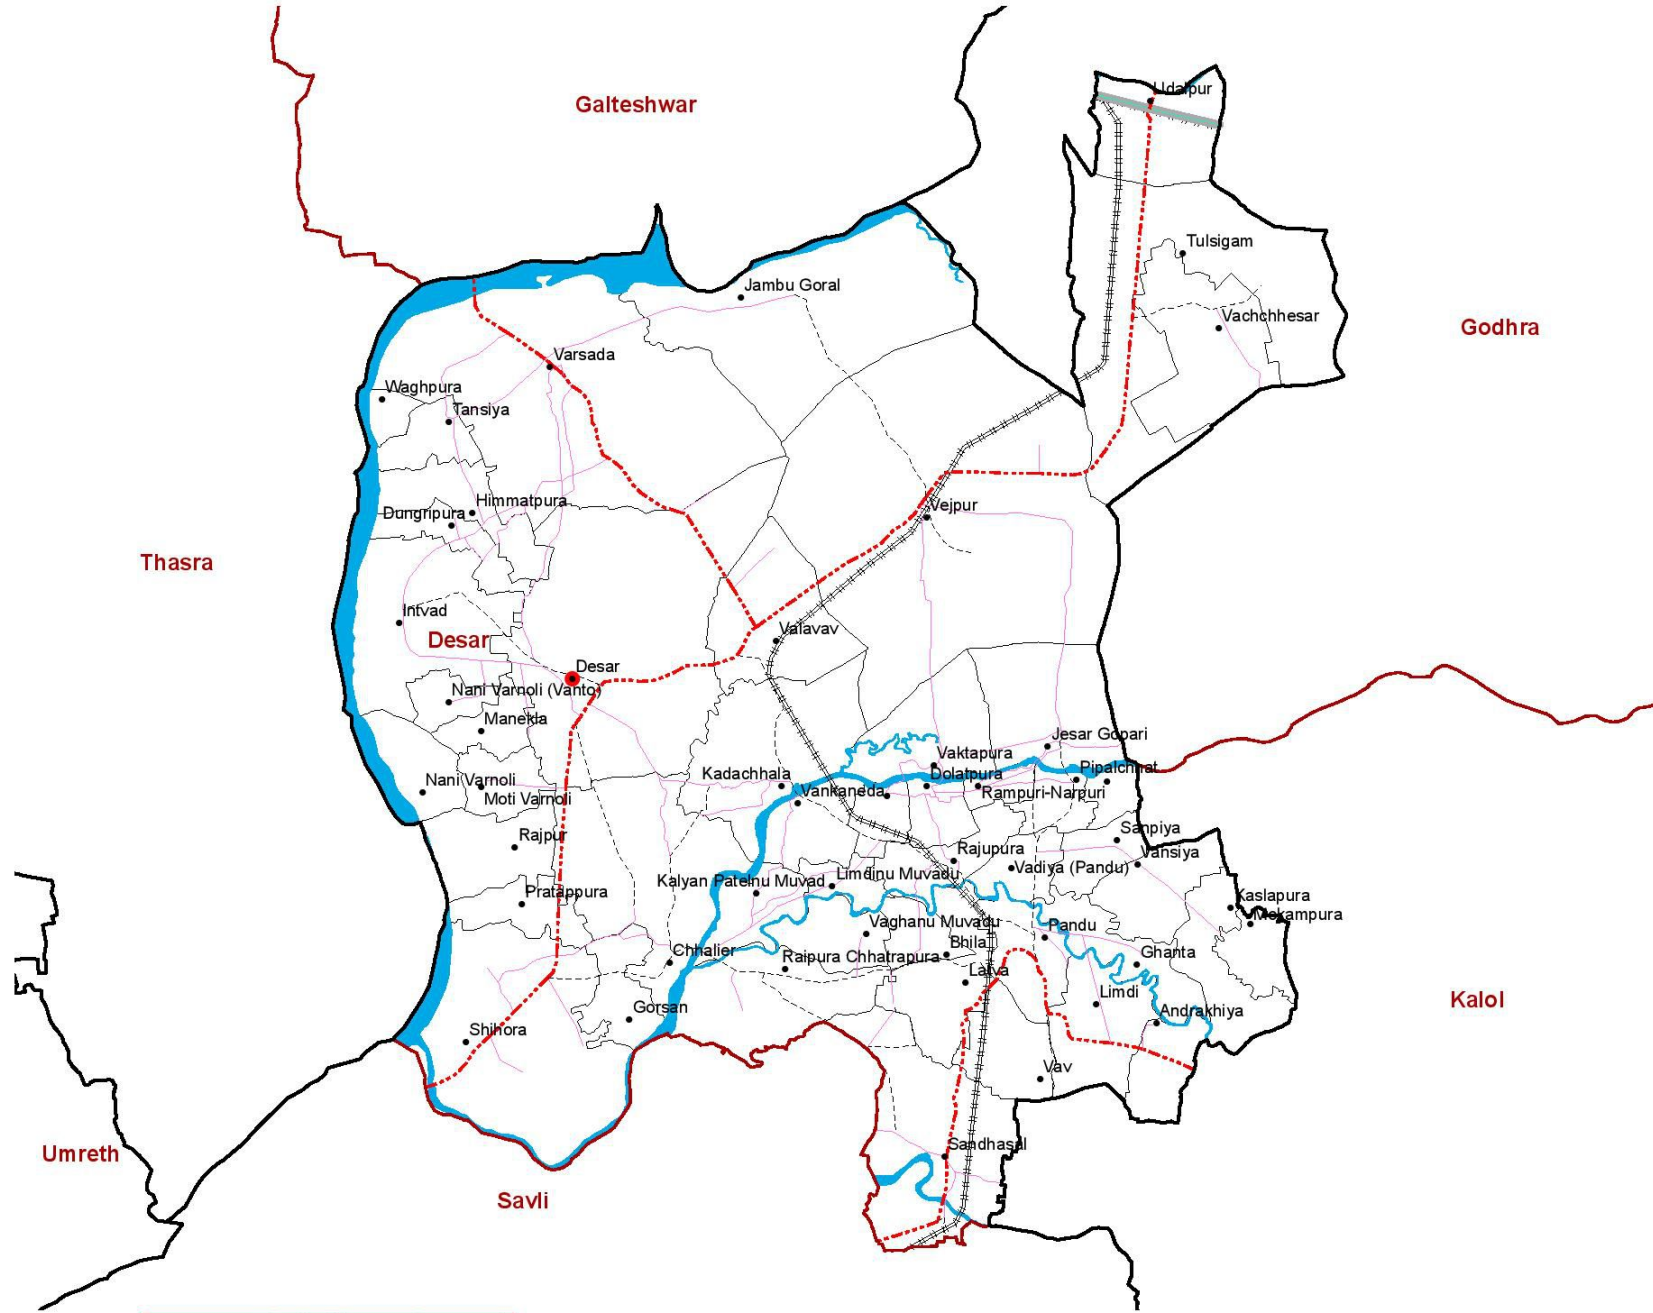 Udalpur
Galteshwar
Tulsigam
Jambu Goral
Vachchhesar
Godhra
Varsada
Waghpura
Tansiya
Himmatpura
Dungripura
Vejpur
Thasra
Intvad
Desar
Valavav
Desar
Nani Varnoli (Vanto)
Manekla
Jesar Gopari
Vaktapura
Kadachhala
Dolatpura
Pipalchhat
Nani Varnoli
Moti Varnoli
Vankaneda
Rampuri-Narpuri
Rajpur
Sanpiya
Rajupura
Vansiya
Vadiya (Pandu)
Kalyan Patelnu Muvad
Limdinu Muvadu
Pratappura
Kaslapura
Mokampura
Vaghanu Muvadu
Pandu
Chhalier
Raipura Chhatrapura
Bhila
Ghanta
Lalva
Limdi
Kalol
Gorsan
Andrakhiya
Shihora
Vav
Umreth
Sandhasal
Savli